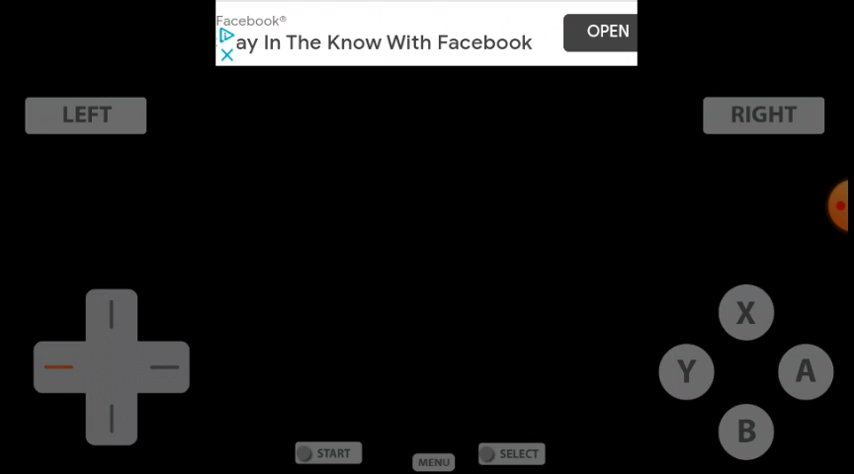 Facebook®
ay In The Know With Facebook
OPEN
LEFT
RIGHT
X
Y
A
B
START
SELECT
MENU